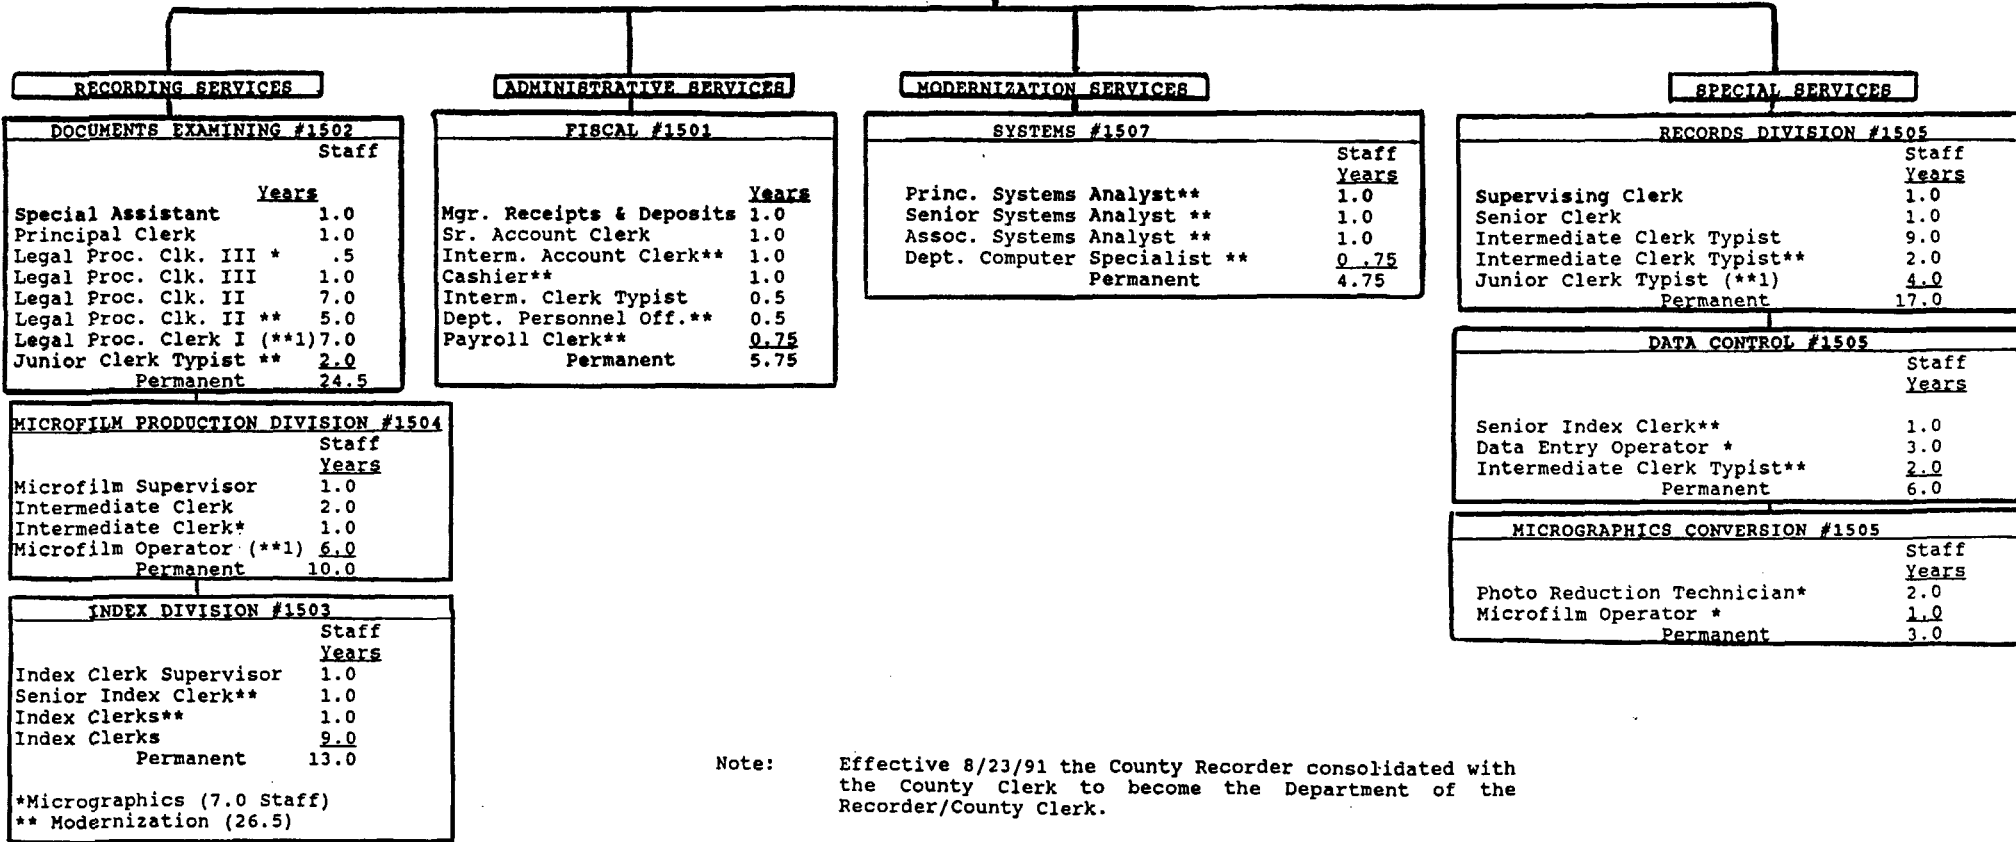 RECORDING SERVICES
DOCUMENTS EXAMINING #1502
Staff
Years
Special Assistant 1.0
Principal Clerk 1.0
Legal Proc. Clk. III * .5
Legal Proc. Clk. III 1.0
Legal Proc. Clk. II 7.0
Legal Proc. Clk. II ** 5.0
Legal Proc. Clerk I (**1) 7.0
Junior Clerk Typist ** 2.0
Permanent 24.5
MICROFILM PRODUCTION DIVISION #1504
Staff
Years
Microfilm Supervisor 1.0
Intermediate Clerk 2.0
Intermediate Clerk* 1.0
Microfilm Operator (**1) 6.0
Permanent 10.0
INDEX DIVISION #1503
Staff
Years
Index Clerk Supervisor 1.0
Senior Index Clerk** 1.0
Index Clerks** 1.0
Index Clerks 9.0
Permanent 13.0
*Micrographics (7.0 Staff)
** Modernization (26.5)
ADMINISTRATIVE SERVICES
FISCAL #1501
Years
Mgr. Receipts & Deposits 1.0
Sr. Account Clerk 1.0
Interm. Account Clerk** 1.0
Cashier** 1.0
Interm. Clerk Typist 0.5
Dept. Personnel Off.** 0.5
Payroll Clerk** 0.75
Permanent 5.75
MODERNIZATION SERVICES
SYSTEMS #1507
Staff
Years
Princ. Systems Analyst** 1.0
Senior Systems Analyst ** 1.0
Assoc. Systems Analyst ** 1.0
Dept. Computer Specialist ** 0 .75
Permanent 4.75
SPECIAL SERVICES
RECORDS DIVISION #1505
Staff
Years
Supervising Clerk 1.0
Senior Clerk 1.0
Intermediate Clerk Typist 9.0
Intermediate Clerk Typist** 2.0
Junior Clerk Typist (**1) 4.0
Permanent 17.0
DATA CONTROL #1505
Staff
Years
Senior Index Clerk** 1.0
Data Entry Operator * 3.0
Intermediate Clerk Typist** 2.0
Permanent 6.0
MICROGRAPHICS CONVERSION #1505
Staff
Years
Photo Reduction Technician* 2.0
Microfilm Operator * 1.0
Permanent 3.0
Note: Effective 8/23/91 the County Recorder consolidated with
the County Clerk to become the Department of the
Recorder/County Clerk.